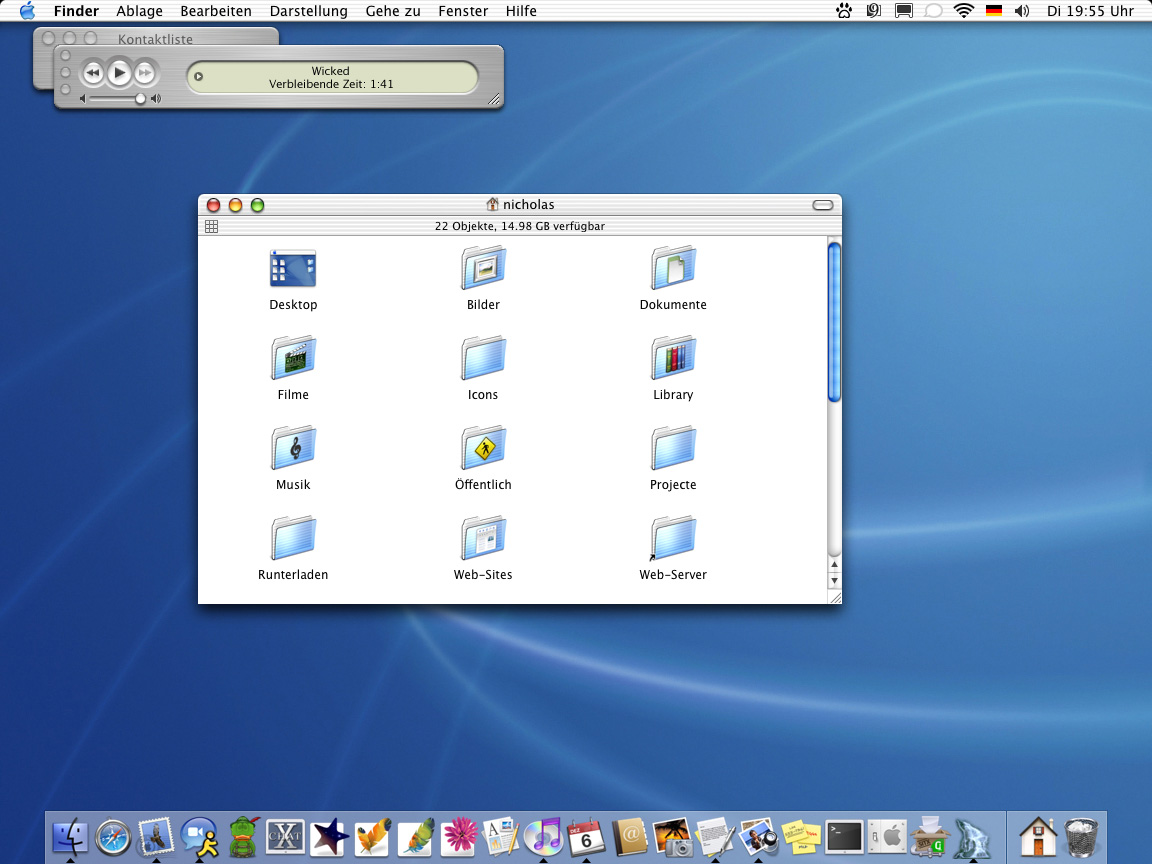 Finder Ablage Bearbeiten Darstellung Gehe zu Fenster Hilfe Di 19:55 Uhr
Kontaktliste
Wicked
Verbleibende Zeit: 1:41
nicholas
22 Objekte, 14.98 GB verfügbar
Desktop Bilder Dokumente
Filme Icons Library
Musik Öffentlich Projecte
Runterladen Web-Sites Web-Server
X
CHAT
DEZ
6
@
G